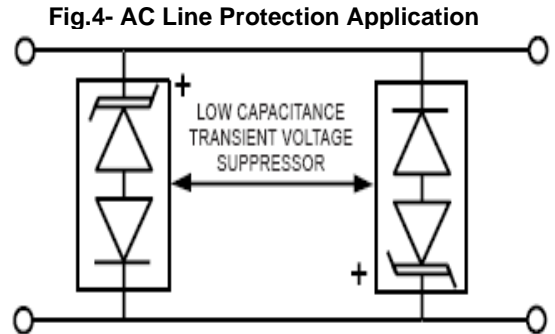 Fig.4- AC Line Protection Application
+
LOW CAPACITANCE
TRANSIENT VOLTAGE
SUPPRESSOR
+